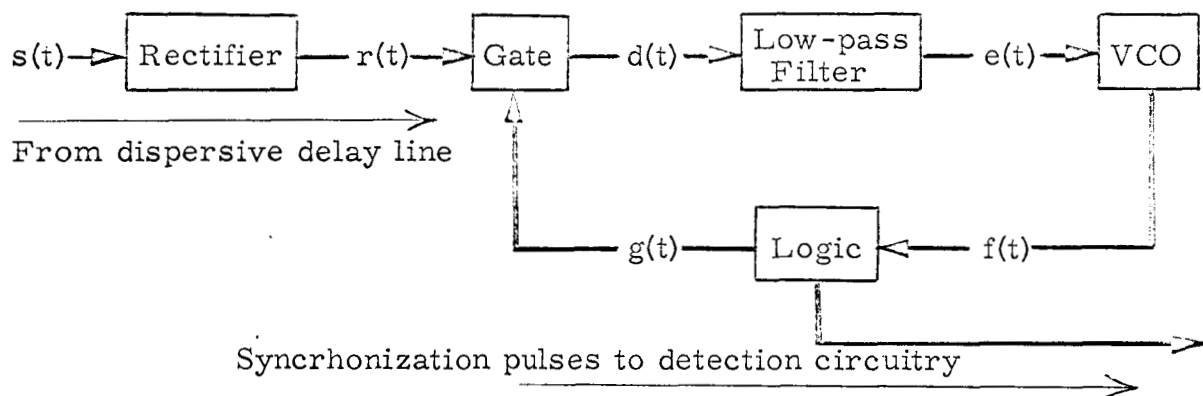 s(t) Rectifier r(t) Gate d(t) Low-pass Filter e(t) VCO
From dispersive delay line
g(t) Logic f(t)
Syncrhonization pulses to detection circuitry